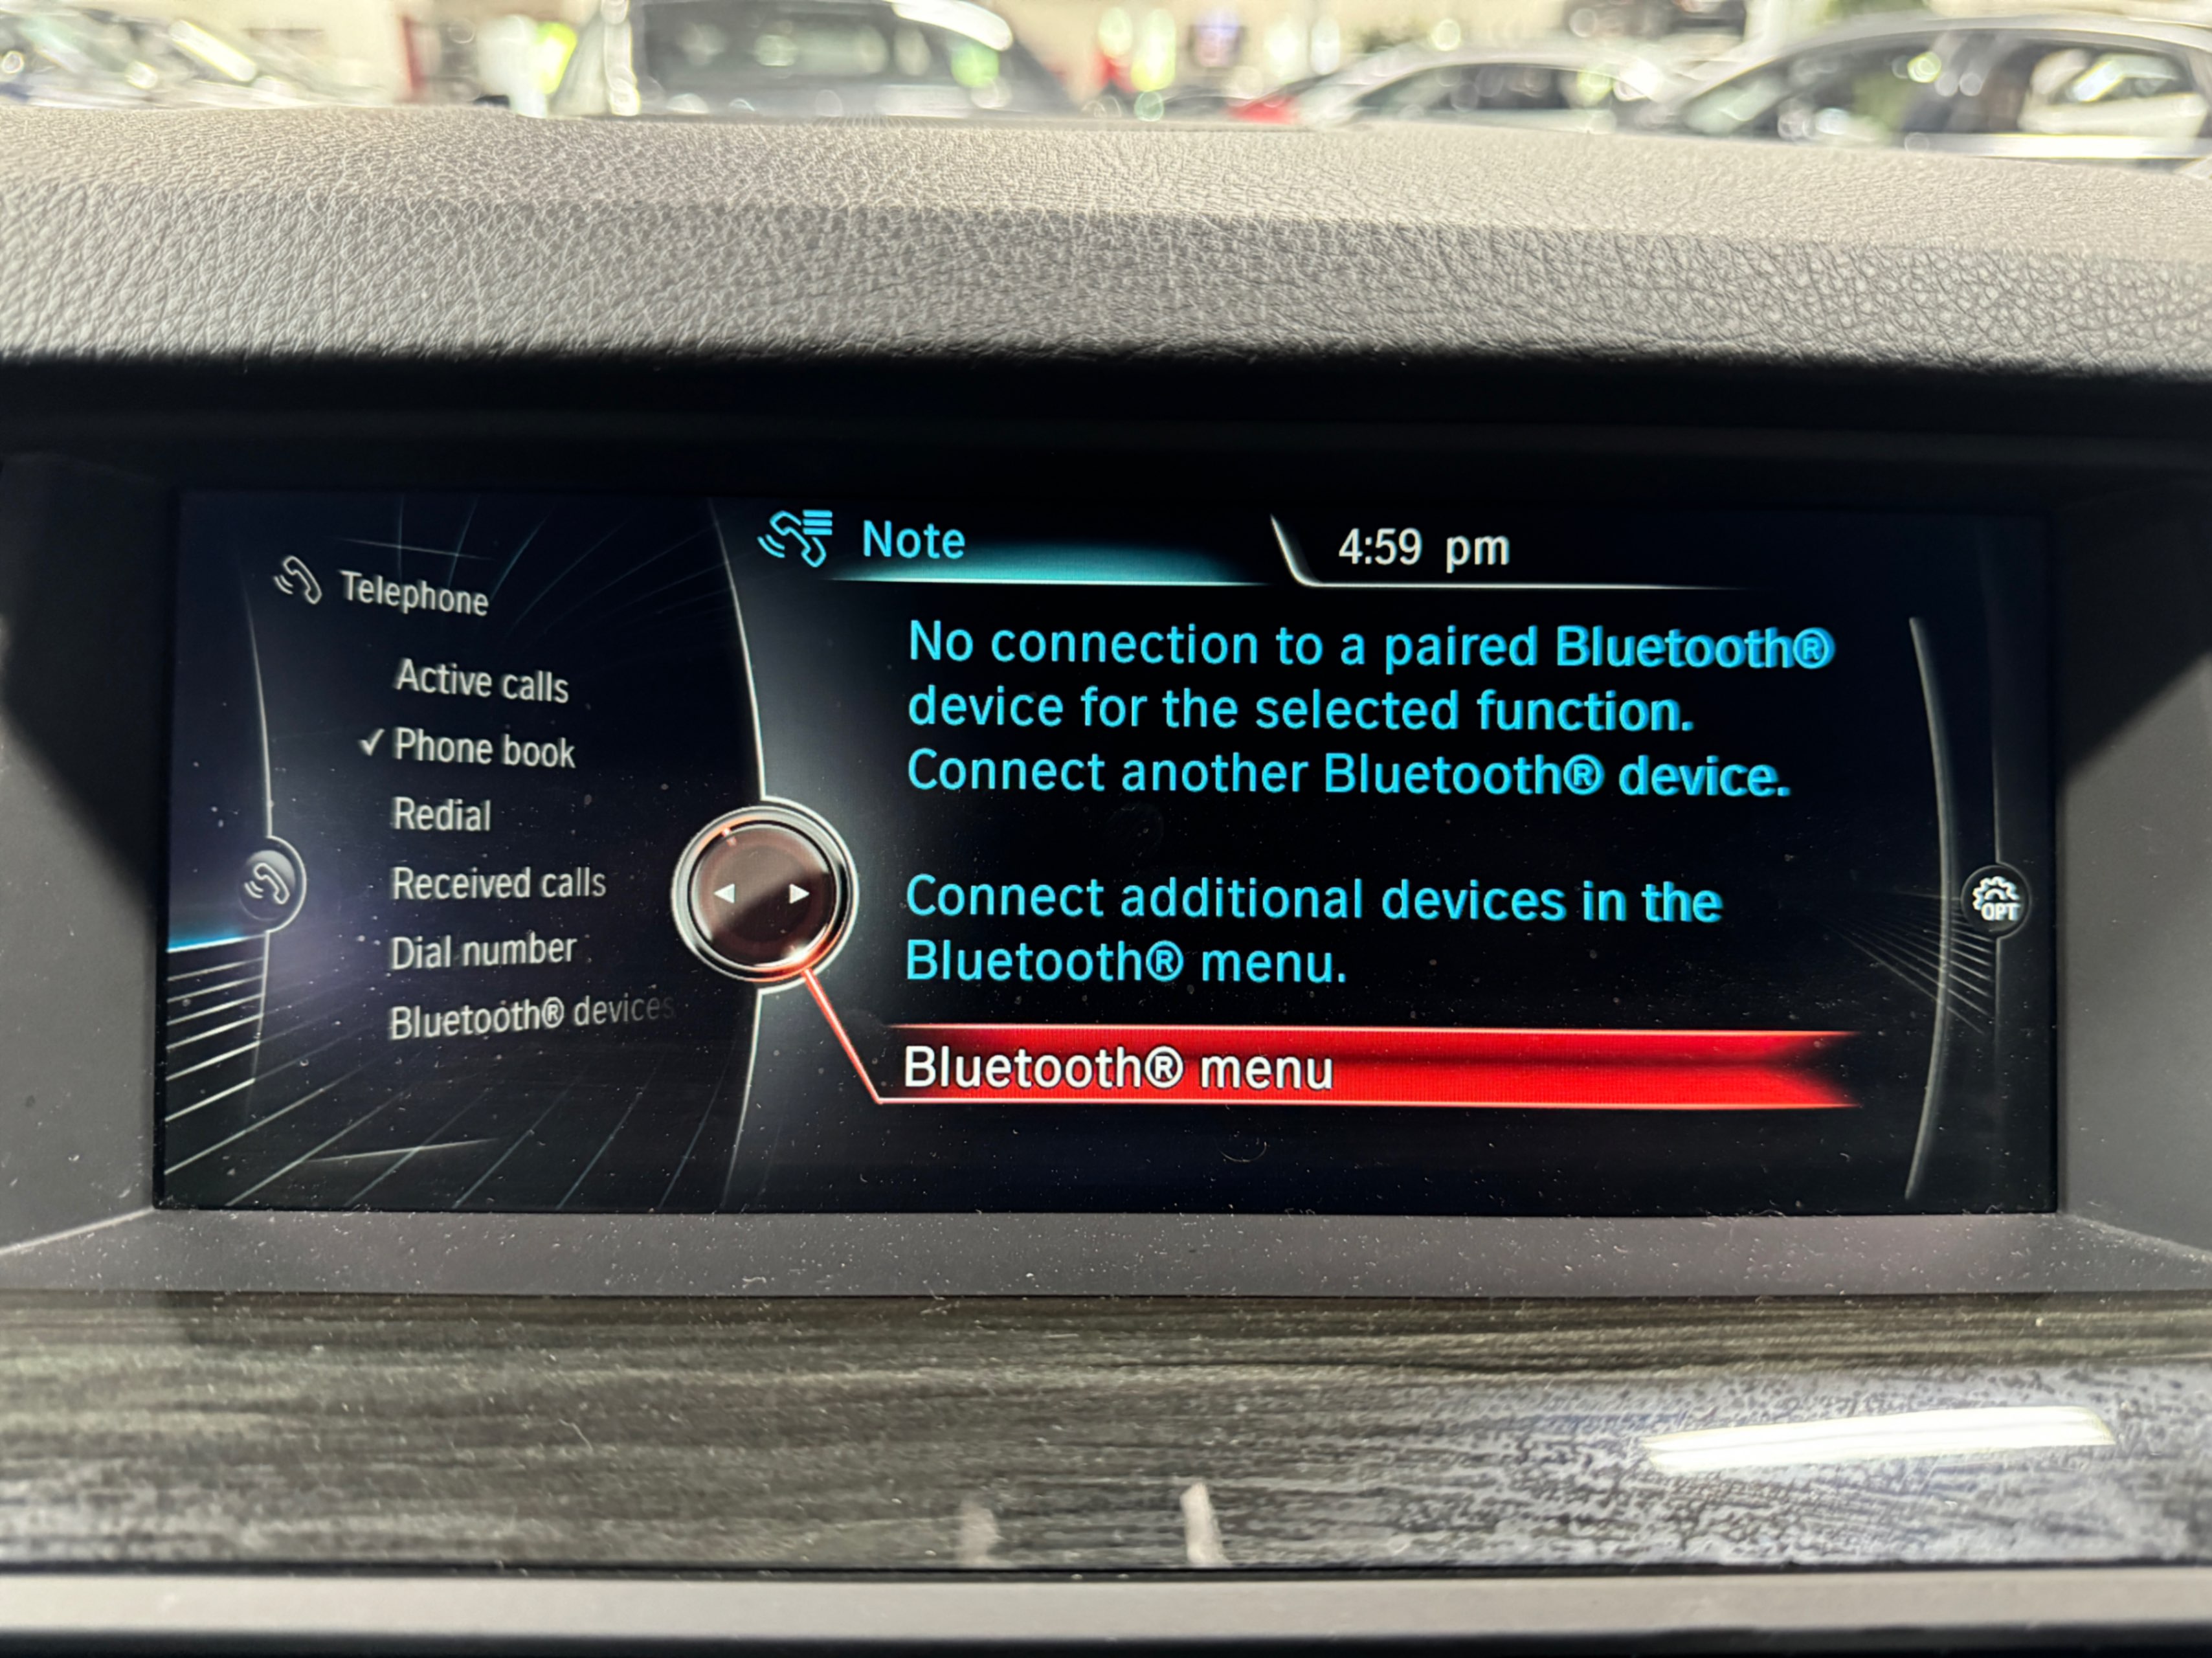 Note
4:59 pm
Telephone
Active calls
✓ Phone book
Redial
Received calls
Dial number
Bluetooth® devices
No connection to a paired Bluetooth®
device for the selected function.
Connect another Bluetooth® device.
Connect additional devices in the
Bluetooth® menu.
Bluetooth® menu
OPT